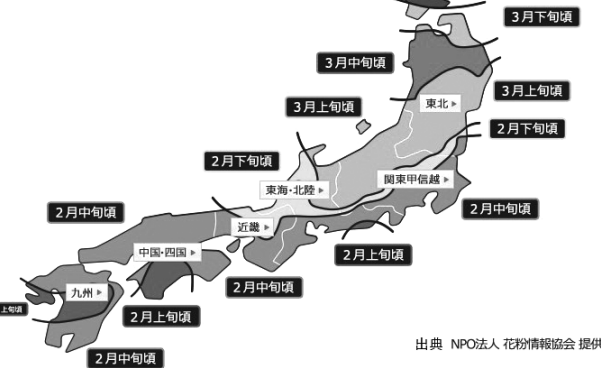 3月下旬頃
3月中旬頃
3月上旬頃
東北
3月上旬頃
2月下旬頃
2月下旬頃
関東甲信越
東海・北陸
2月中旬頃
2月中旬頃
近畿
2月上旬頃
中国・四国
2月中旬頃
九州
上旬頃
2月上旬頃
2月中旬頃
出典 NPO法人 花粉情報協会 提供